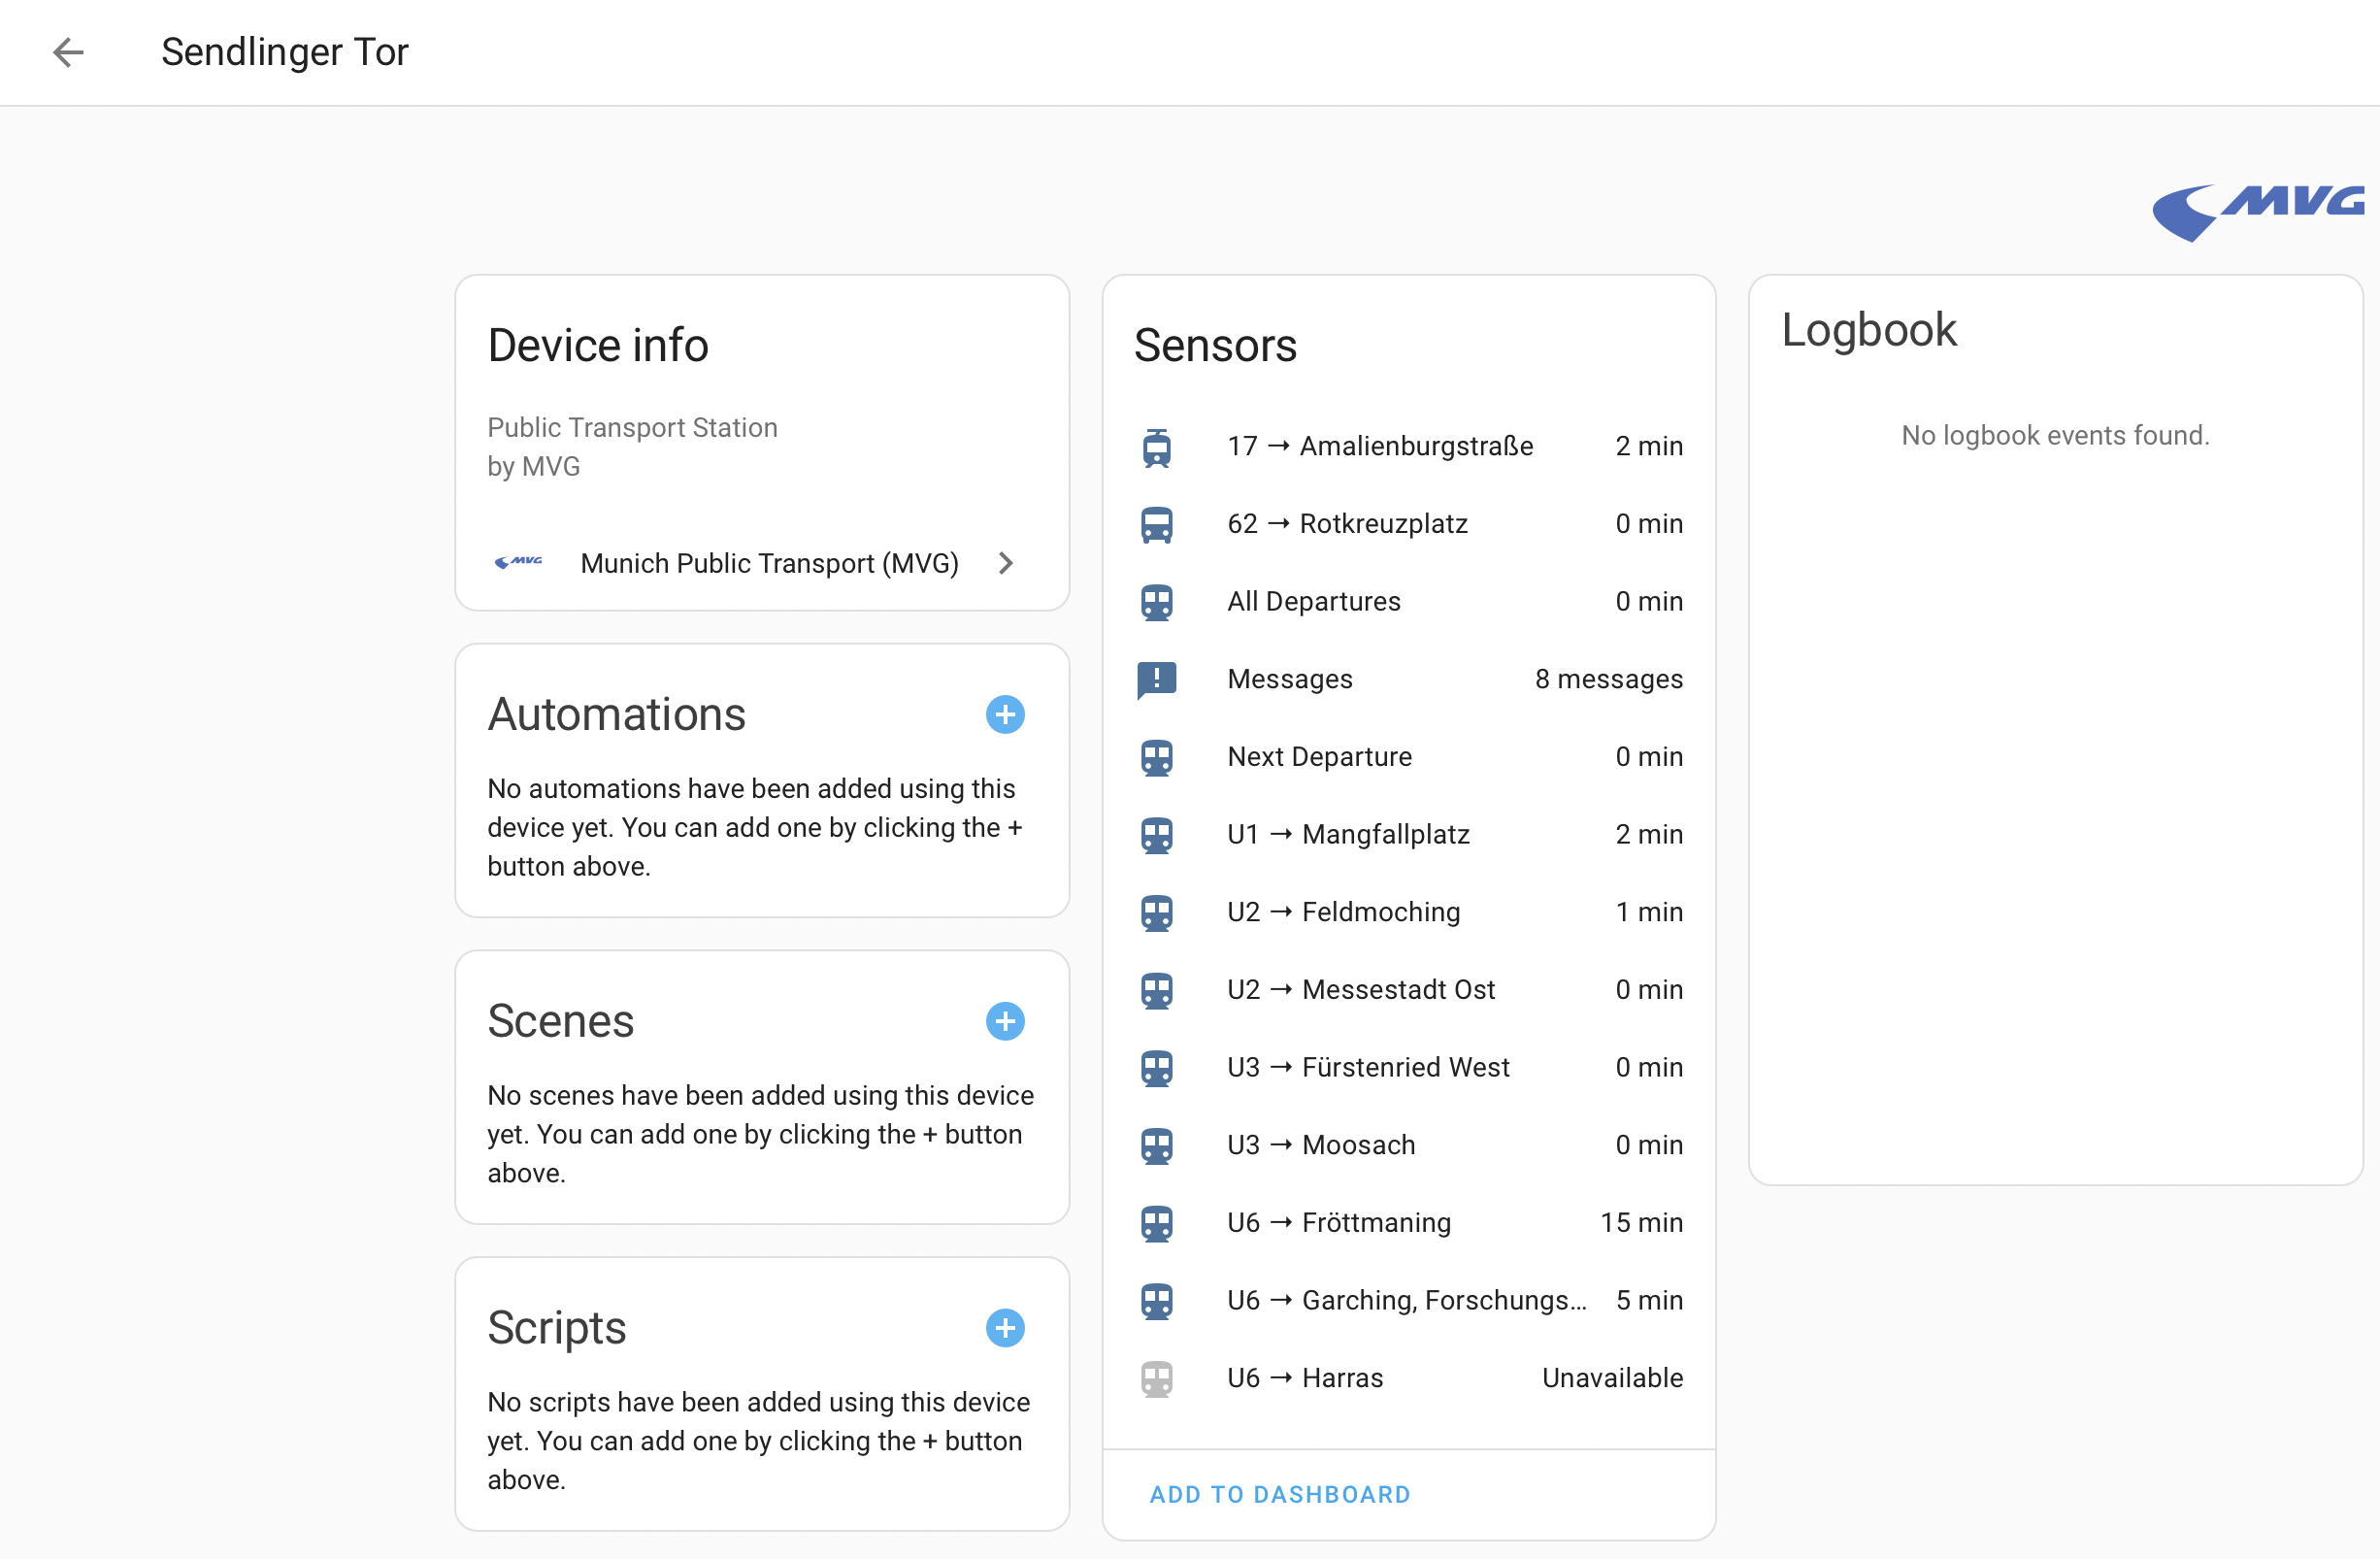 Sendlinger Tor
MVG
Device info
Public Transport Station
by MVG
MVG
Munich Public Transport (MVG)
Automations
No automations have been added using this
device yet. You can add one by clicking the +
button above.
Scenes
No scenes have been added using this device
yet. You can add one by clicking the + button
above.
Scripts
No scripts have been added using this device
yet. You can add one by clicking the + button
above.
Sensors
17 → Amalienburgstraße 2 min
62 → Rotkreuzplatz 0 min
All Departures 0 min
Messages 8 messages
Next Departure 0 min
U1 → Mangfallplatz 2 min
U2 → Feldmoching 1 min
U2 → Messestadt Ost 0 min
U3 → Fürstenried West 0 min
U3 → Moosach 0 min
U6 → Fröttmaning 15 min
U6 → Garching, Forschungs... 5 min
U6 → Harras Unavailable
ADD TO DASHBOARD
Logbook
No logbook events found.